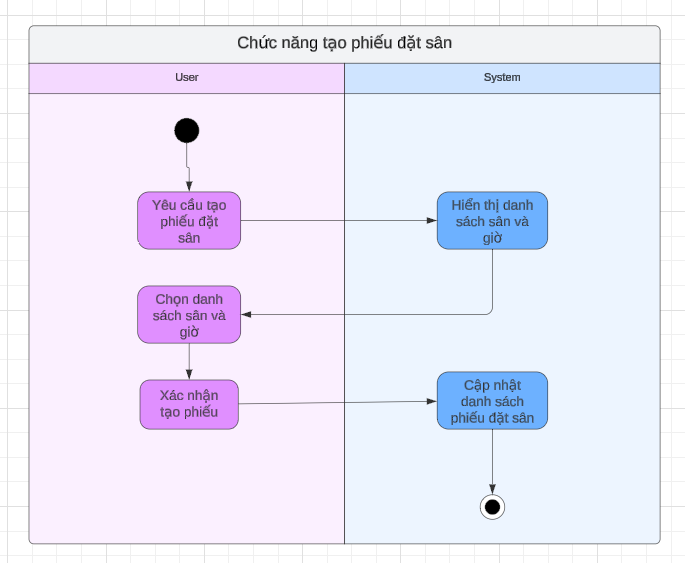 Chức năng tạo phiếu đặt sân
User
System
Yêu cầu tạo
phiếu đặt
sân
Hiển thị danh
sách sân và
giờ
Chọn danh
sách sân và
giờ
Xác nhận
tạo phiếu
Cập nhật
danh sách
phiếu đặt sân